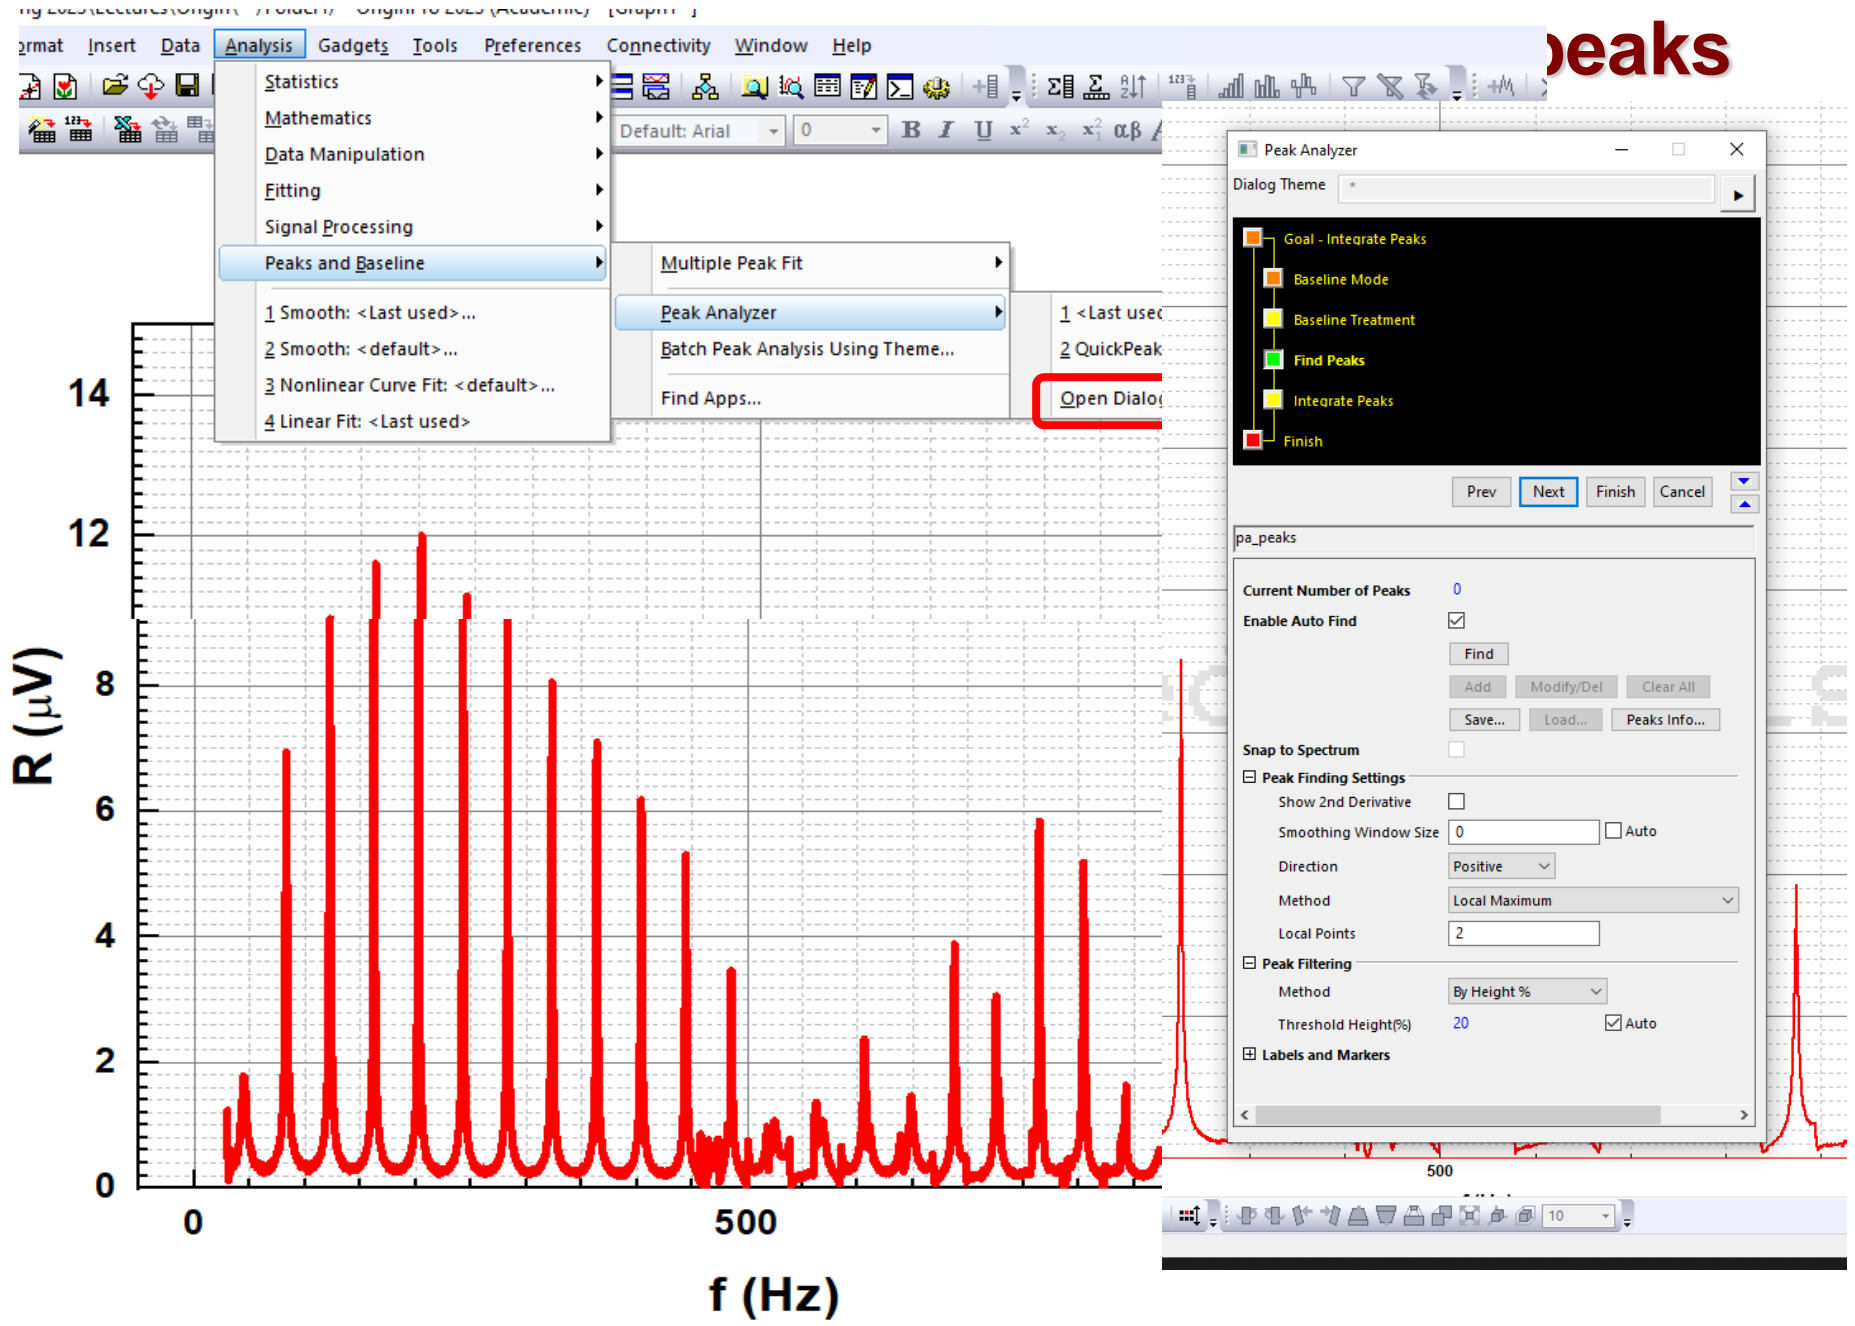 peaks
Insert Data Analysis Gadgets Tools Preferences Connectivity Window Help
Default: Arial 0 B I U x² x₂ αβ
Statistics
Mathematics
Data Manipulation
Fitting
Signal Processing
Peaks and Baseline
1 Smooth: <Last used>...
2 Smooth: <default>...
3 Nonlinear Curve Fit: <default>...
4 Linear Fit: <Last used>
Multiple Peak Fit
Peak Analyzer
Batch Peak Analysis Using Theme...
Find Apps...
1 <Last used
2 QuickPeak
Open Dialog
Peak Analyzer
Dialog Theme *
Goal - Integrate Peaks
Baseline Mode
Baseline Treatment
Find Peaks
Integrate Peaks
Finish
Prev Next Finish Cancel
pa_peaks
Current Number of Peaks 0
Enable Auto Find
Find
Add Modify/Del Clear All
Save... Load... Peaks Info...
Snap to Spectrum
Peak Finding Settings
Show 2nd Derivative
Smoothing Window Size 0 Auto
Direction Positive
Method Local Maximum
Local Points 2
Peak Filtering
Method By Height %
Threshold Height(%) 20 Auto
Labels and Markers
500
10
14
12
8
6
4
2
0
R (μV)
0 500
f (Hz)